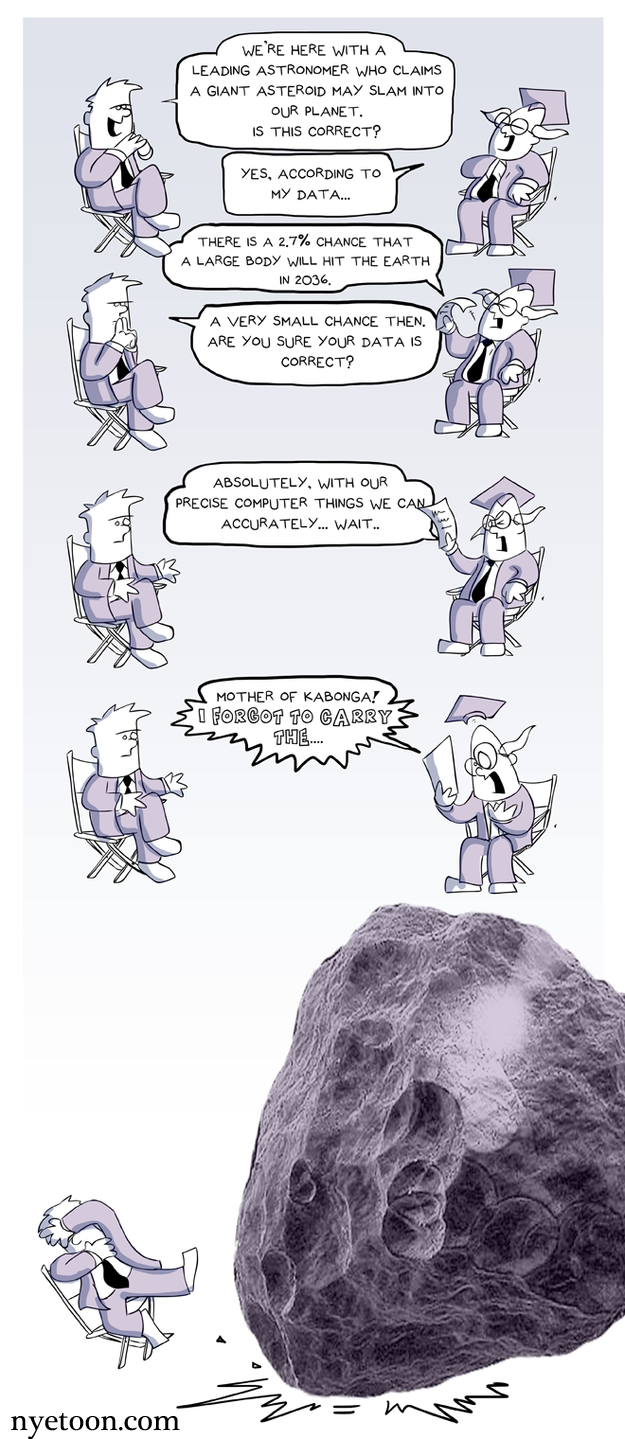 WE'RE HERE WITH A
LEADING ASTRONOMER WHO CLAIMS
A GIANT ASTEROID MAY SLAM INTO
OUR PLANET.
IS THIS CORRECT?
YES, ACCORDING TO
MY DATA...
THERE IS A 2.7% CHANCE THAT
A LARGE BODY WILL HIT THE EARTH
IN 2036.
A VERY SMALL CHANCE THEN.
ARE YOU SURE YOUR DATA IS
CORRECT?
ABSOLUTELY, WITH OUR
PRECISE COMPUTER THINGS WE CAN
ACCURATELY... WAIT..
MOTHER OF KABONGA!
I FORGOT TO CARRY
THE....
nyetoon.com